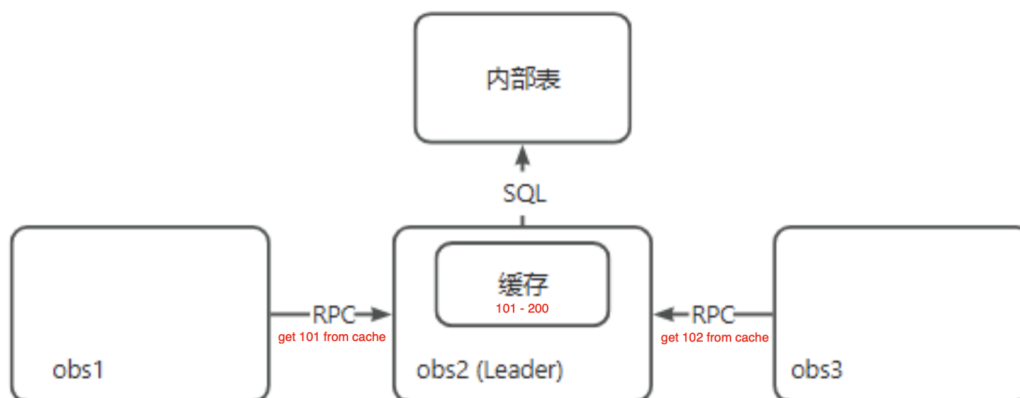 内部表
SQL
缓存
101 - 200
RPC
get 101 from cache
RPC
get 102 from cache
obs1
obs2 (Leader)
obs3